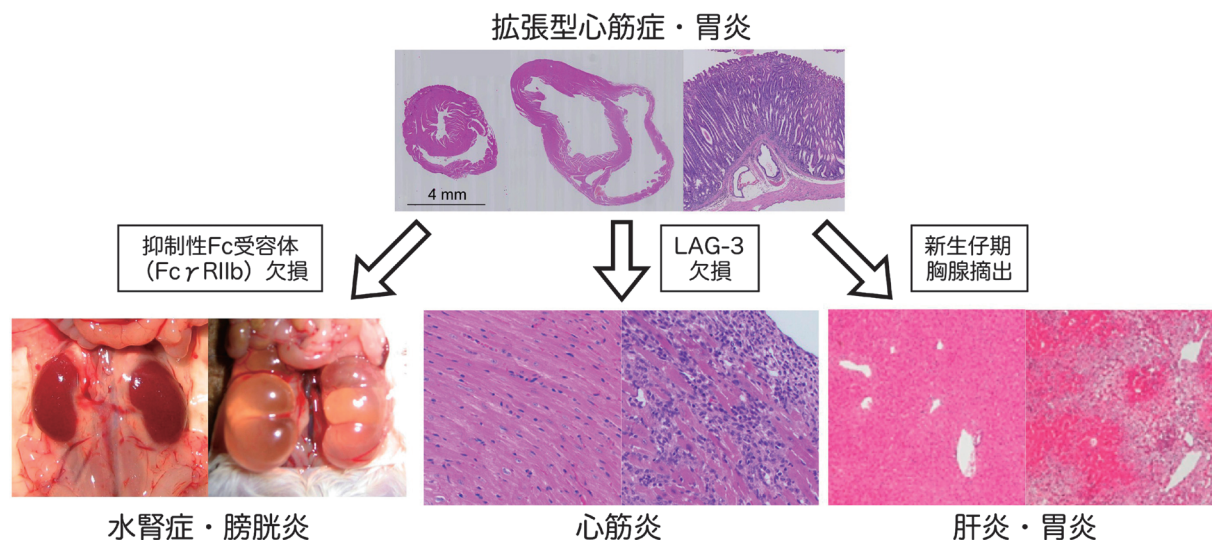 拡張型心筋症・胃炎
4 mm
抑制性Fc受容体
（FcγRIIb）欠損
LAG-3
欠損
新生仔期
胸腺摘出
水腎症・膀胱炎
心筋炎
肝炎・胃炎